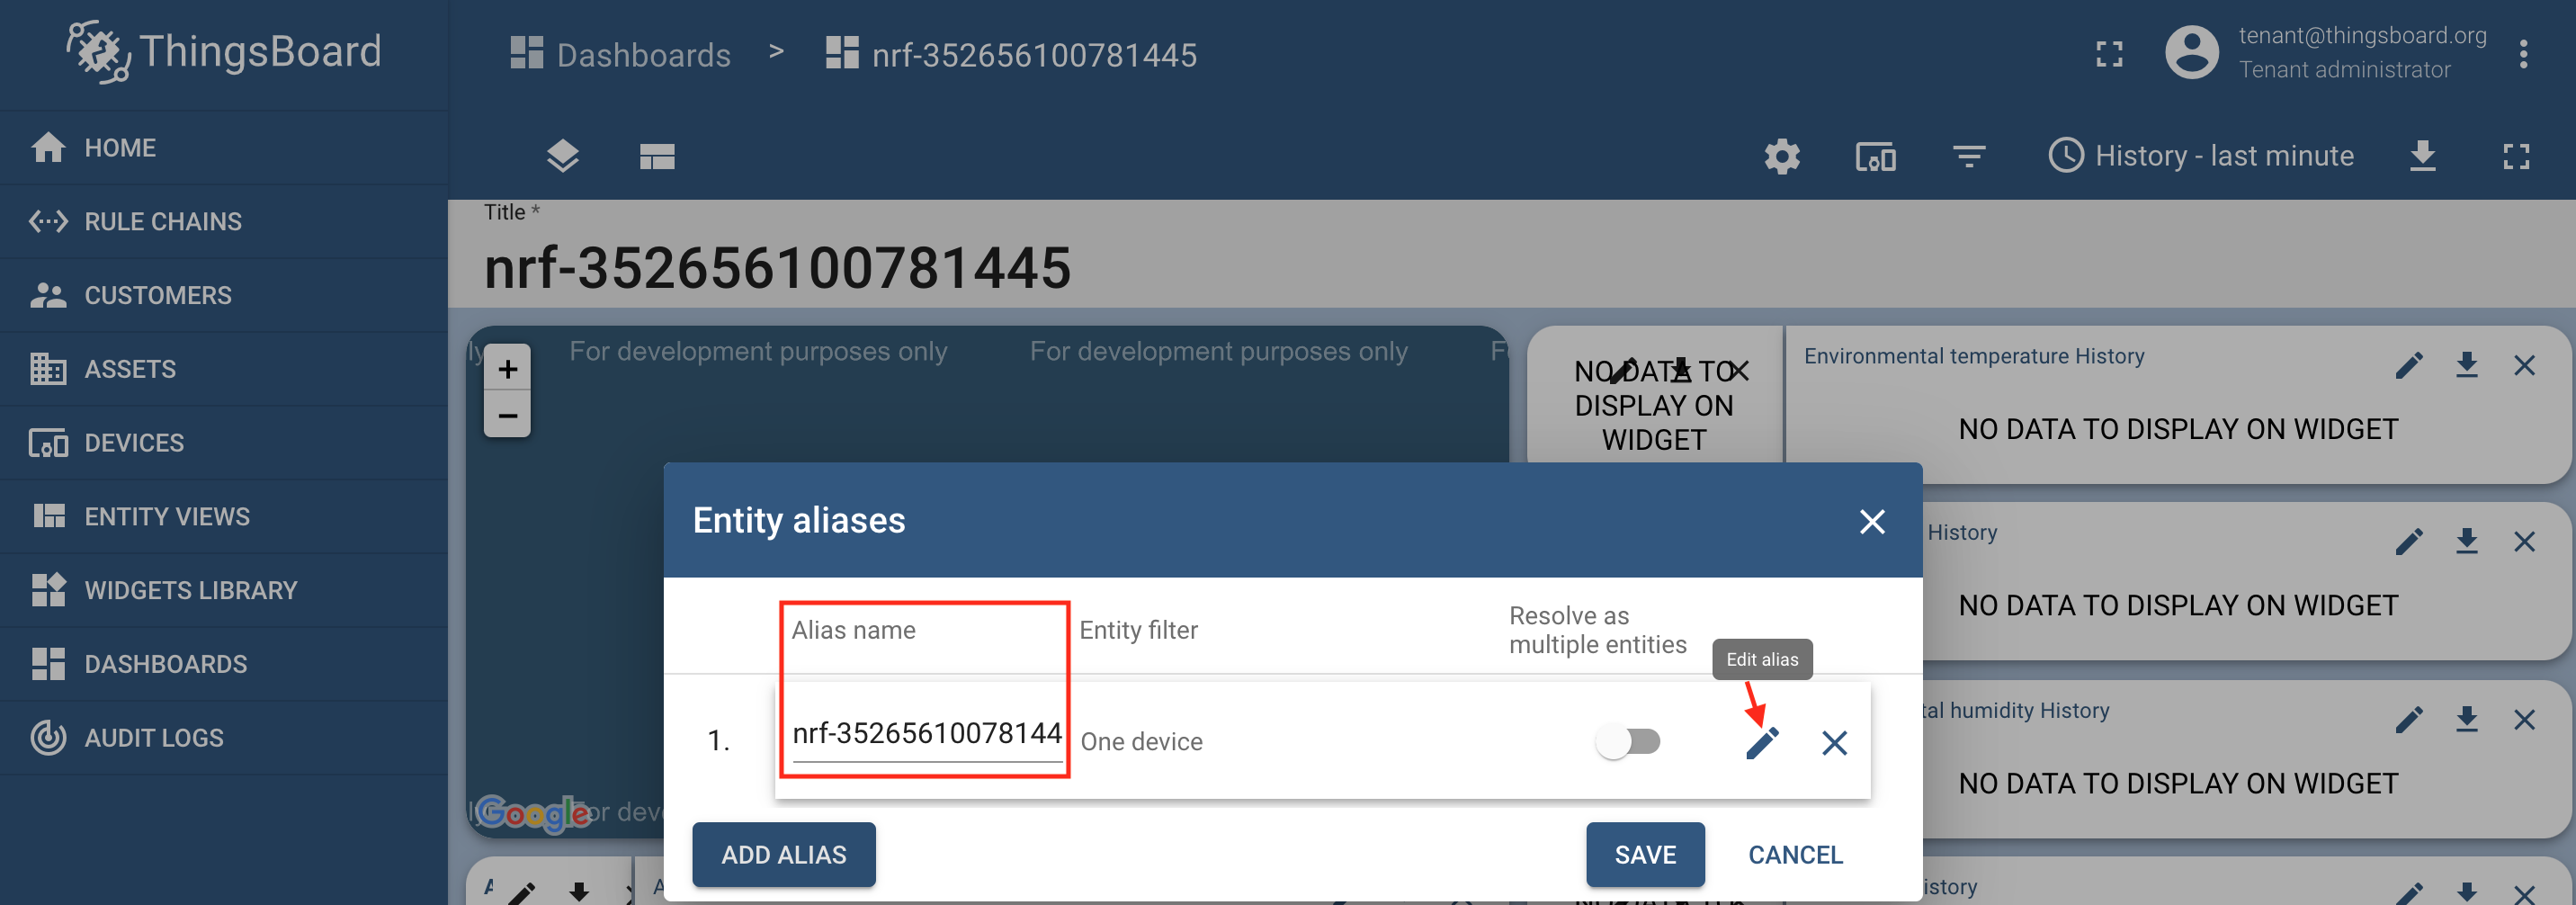 ThingsBoard
Dashboards > nrf-352656100781445
tenant@thingsboard.org
Tenant administrator
HOME
RULE CHAINS
CUSTOMERS
ASSETS
DEVICES
ENTITY VIEWS
WIDGETS LIBRARY
DASHBOARDS
AUDIT LOGS
History - last minute
Title *
nrf-352656100781445
ly For development purposes only For development purposes only
+
−
NO DATA TO
DISPLAY ON
WIDGET
Environmental temperature History
NO DATA TO DISPLAY ON WIDGET
History
NO DATA TO DISPLAY ON WIDGET
tal humidity History
NO DATA TO DISPLAY ON WIDGET
istory
Entity aliases
Alias name
Entity filter
Resolve as
multiple entities
Edit alias
1.
nrf-35265610078144
One device
Google
or dev
ADD ALIAS
SAVE
CANCEL